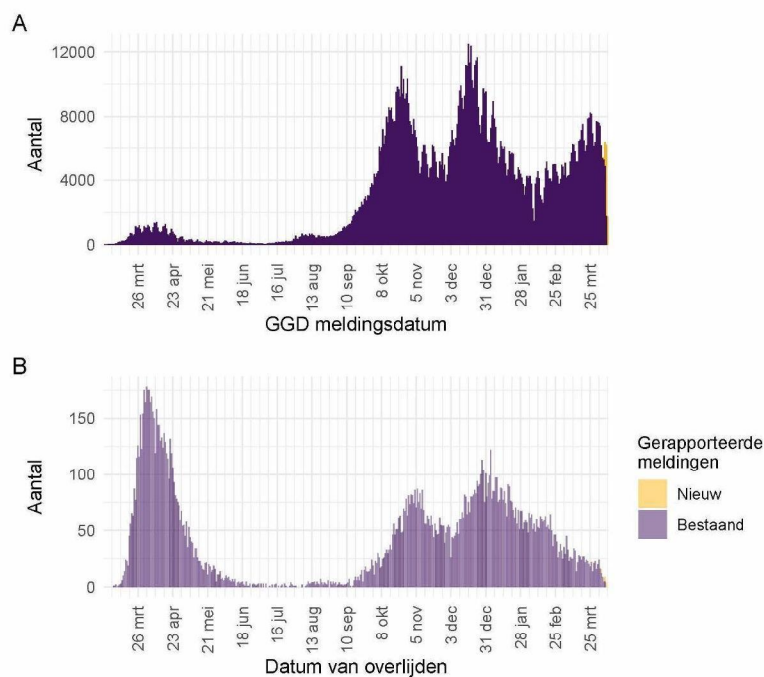 A
12000
8000
4000
0
Aantal
26 mrt
23 apr
21 mei
18 jun
16 jul
13 aug
10 sep
8 okt
5 nov
3 dec
31 dec
28 jan
25 feb
25 mrt
GGD meldingsdatum
B
150
100
50
0
Aantal
26 mrt
23 apr
21 mei
18 jun
16 jul
13 aug
10 sep
8 okt
5 nov
3 dec
31 dec
28 jan
25 feb
25 mrt
Datum van overlijden
Gerapporteerde
meldingen
Nieuw
Bestaand